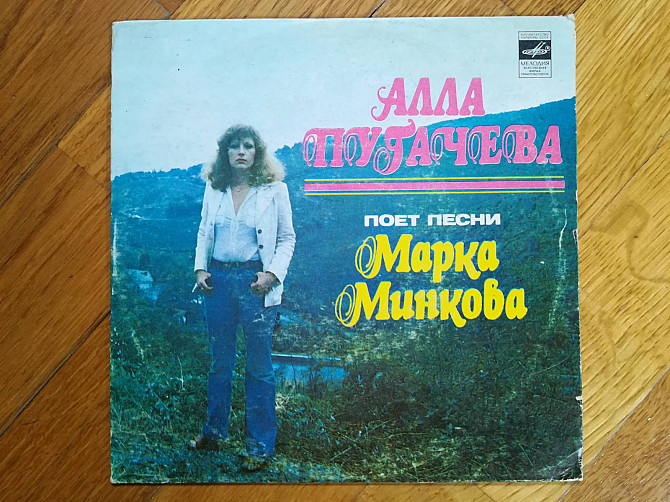 МЕЛОДИЯ
АЛЛА
ПУГАЧЕВА
ПОЕТ ПЕСНИ
Марка
Минкова